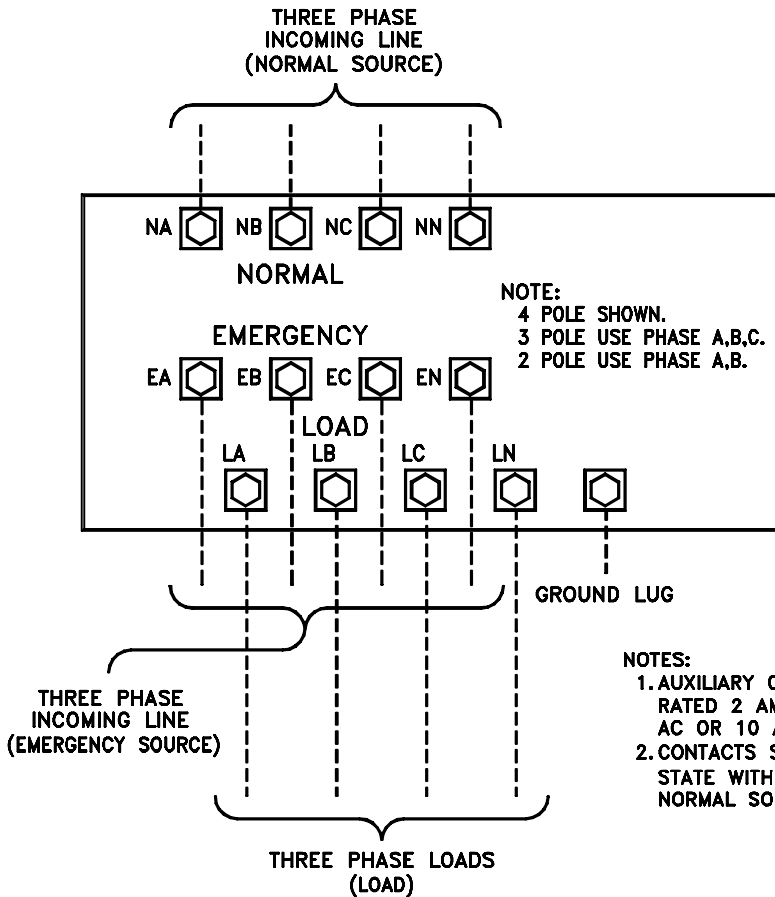 THREE PHASE
INCOMING LINE
(NORMAL SOURCE)
NA NB NC NN
NORMAL
NOTE:
4 POLE SHOWN.
3 POLE USE PHASE A,B,C.
2 POLE USE PHASE A,B.
EMERGENCY
EA EB EC EN
LOAD
LA LB LC LN
GROUND LUG
THREE PHASE
INCOMING LINE
(EMERGENCY SOURCE)
NOTES:
1. AUXILIARY
RATED 2
AC OR 10
2. CONTACTS
STATE WITH
NORMAL
THREE PHASE LOADS
(LOAD)